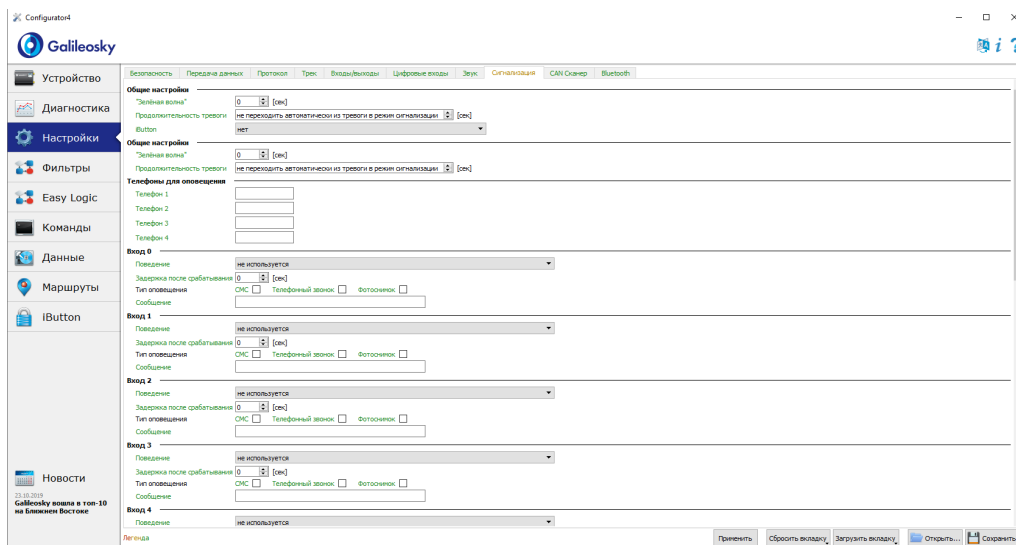 Configurator4
Galileosky
Устройство
Диагностика
Настройки
Фильтры
Easy Logic
Команды
Данные
Маршруты
iButton
Новости
23.10.2019
Galileosky вошла в топ-10
на Ближнем Востоке
Безопасность Передача данных Протокол Трек Входы/выходы Цифровые входы Звук Сигнализация CAN Сканер Bluetooth
Общие настройки
"Зелёная волна" 0 [сек]
Продолжительность тревоги не переходить автоматически из тревоги в режим сигнализации [сек]
iButton нет
Общие настройки
"Зелёная волна" 0 [сек]
Продолжительность тревоги не переходить автоматически из тревоги в режим сигнализации [сек]
Телефоны для оповещения
Телефон 1
Телефон 2
Телефон 3
Телефон 4
Вход 0
Поведение не используется
Задержка после срабатывания 0 [сек]
Тип оповещения СМС Телефонный звонок Фотоснимок
Сообщение
Вход 1
Поведение не используется
Задержка после срабатывания 0 [сек]
Тип оповещения СМС Телефонный звонок Фотоснимок
Сообщение
Вход 2
Поведение не используется
Задержка после срабатывания 0 [сек]
Тип оповещения СМС Телефонный звонок Фотоснимок
Сообщение
Вход 3
Поведение не используется
Задержка после срабатывания 0 [сек]
Тип оповещения СМС Телефонный звонок Фотоснимок
Сообщение
Вход 4
Поведение не используется
Легенда Применить Сбросить вкладку Загрузить вкладку Открыть... Сохранить